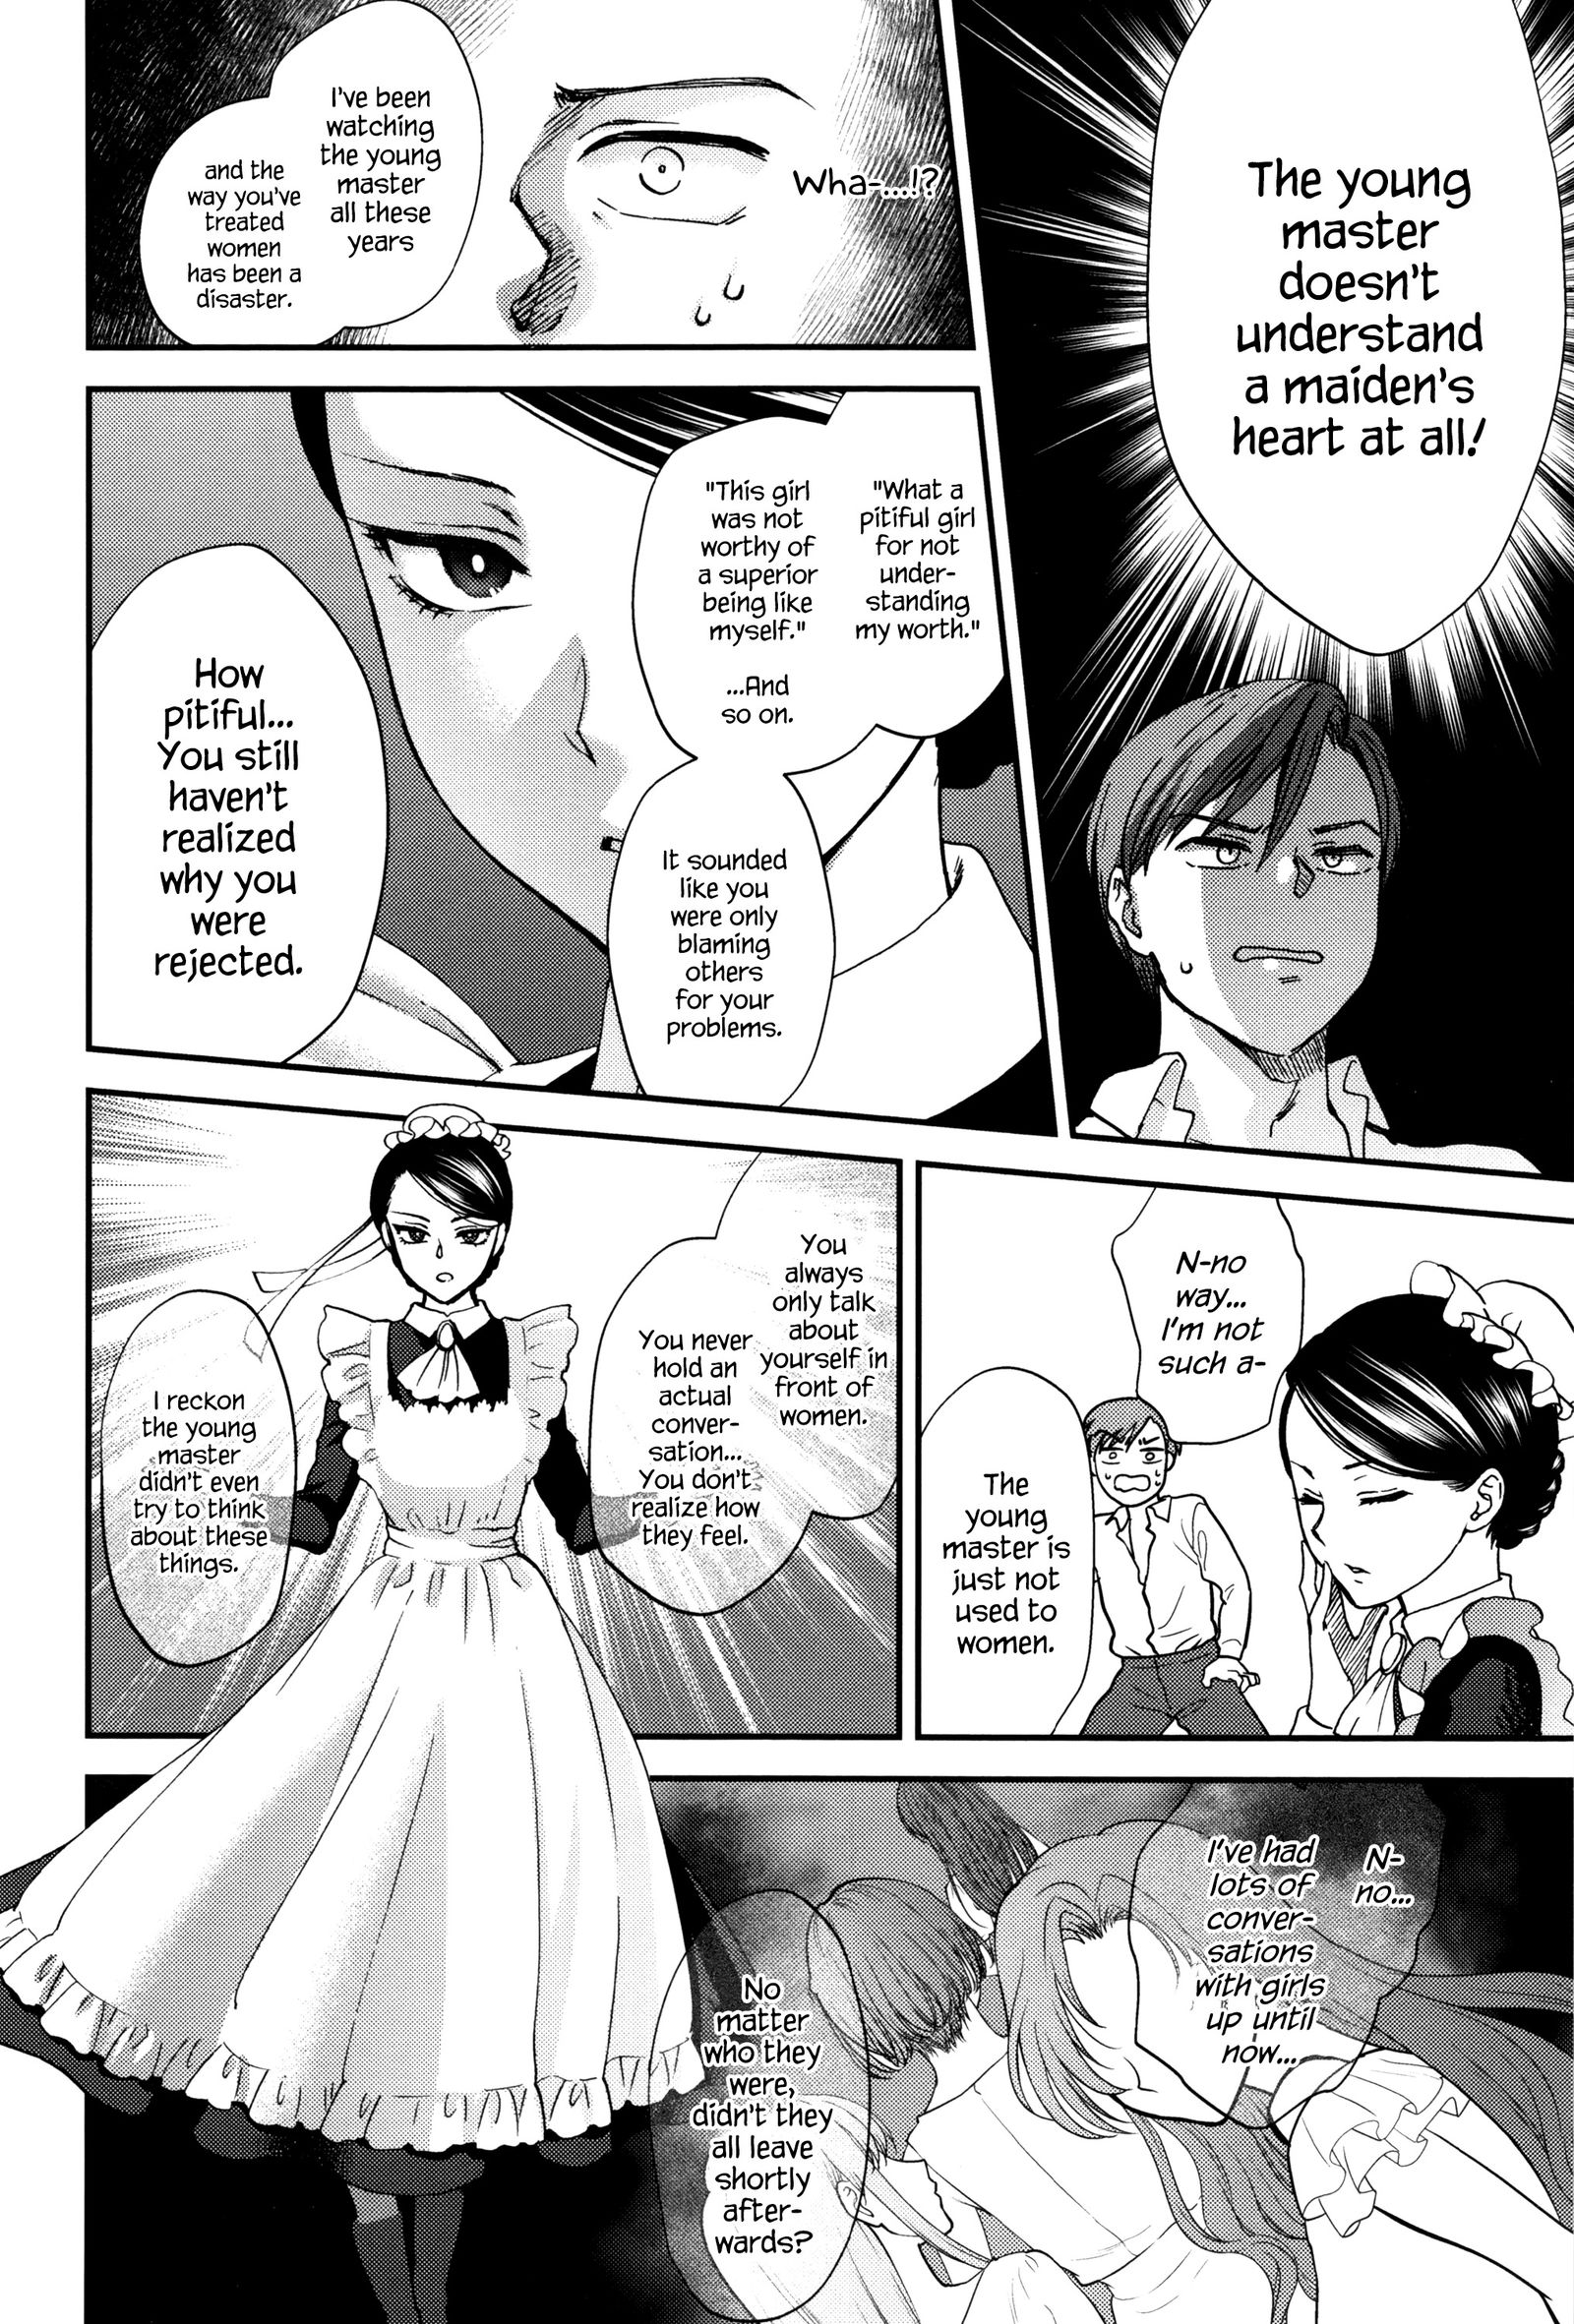 The young
master
doesn't
understand
a maiden's
heart at all!
Wha-...!?
I've been
watching
the young
master
all these
years
and the
way you've
treated
women
has been a
disaster.
"What a
pitiful girl
for not
under-
standing
my worth."
"This girl
was not
worthy of
a superior
being like
myself."
...And
so on.
It sounded
like you
were only
blaming
others
for your
problems.
How
pitiful...
You still
haven't
realized
why you
were
rejected.
N-no
way...
I'm not
such a-
The
young
master is
just not
used to
women.
You
always
only talk
about
yourself in
front of
women.
You never
hold an
actual
conver-
sation...
You don't
realize how
they feel.
I reckon
the young
master
didn't even
try to think
about these
things.
N-
no...
I've had
lots of
conver-
sations
with girls
up until
now...
No
matter
who they
were,
didn't they
all leave
shortly
after-
wards?